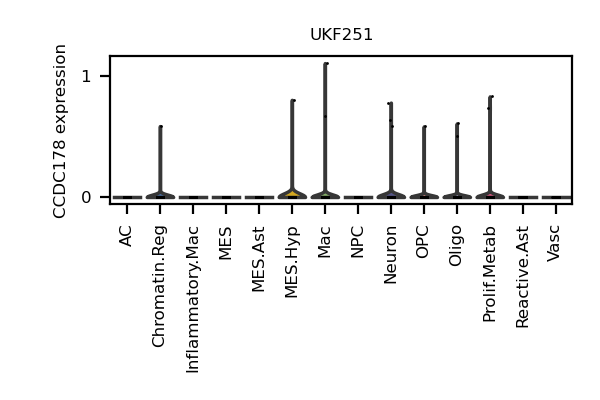 UKF251
CCDC178 expression
1
0
AC
Chromatin.Reg
Inflammatory.Mac
MES
MES.Ast
MES.Hyp
Mac
NPC
Neuron
OPC
Oligo
Prolif.Metab
Reactive.Ast
Vasc